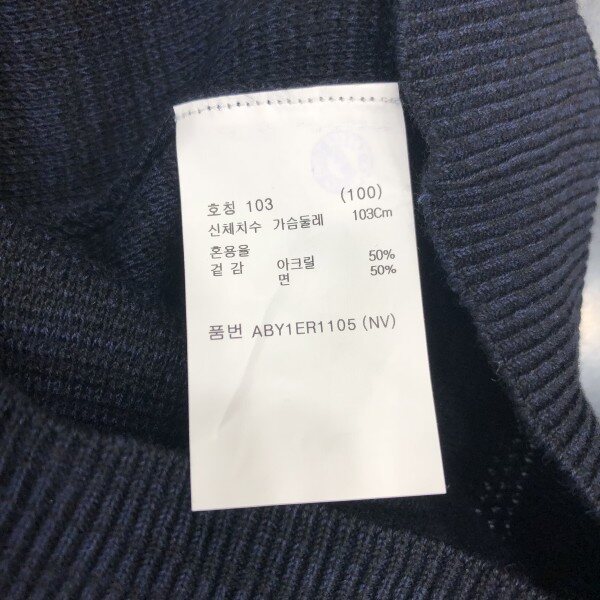 호칭 103 (100)
신체치수 가슴둘레 103Cm
혼용율
겉 감 아크릴 50%
면 50%
품번 ABY1ER1105 (NV)